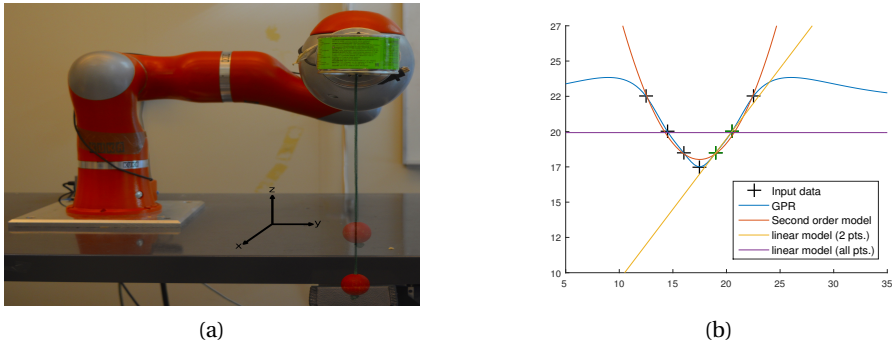 z
y
x
(a)
27
25
22
20
17
15
12
10
5 10 15 20 25 30 35
Input data
GPR
Second order model
linear model (2 pts.)
linear model (all pts.)
(b)